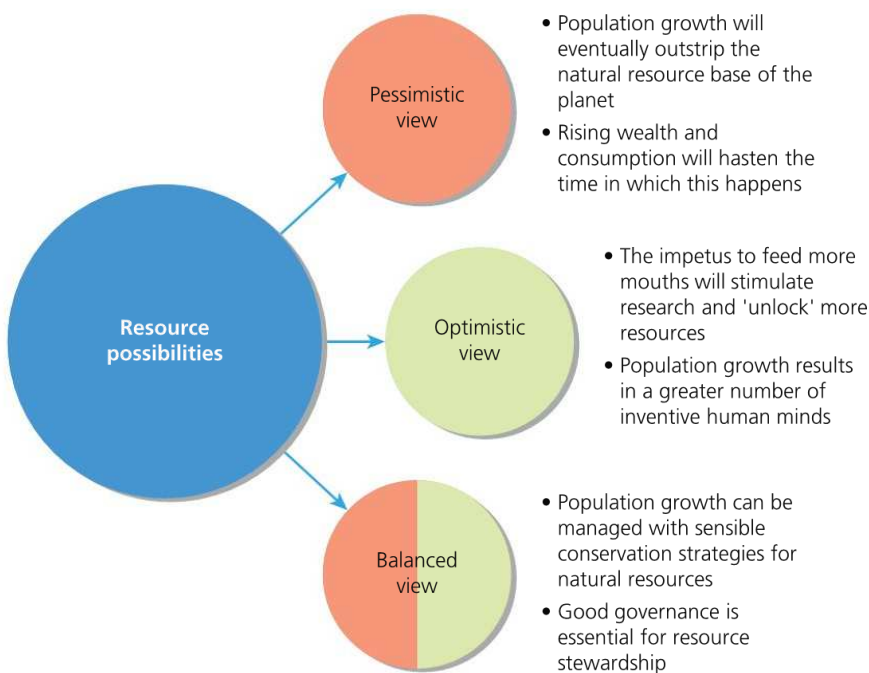 Resource
possibilities
Pessimistic
view
• Population growth will
eventually outstrip the
natural resource base of the
planet
• Rising wealth and
consumption will hasten the
time in which this happens
Optimistic
view
• The impetus to feed more
mouths will stimulate
research and 'unlock' more
resources
• Population growth results
in a greater number of
inventive human minds
Balanced
view
• Population growth can be
managed with sensible
conservation strategies for
natural resources
• Good governance is
essential for resource
stewardship